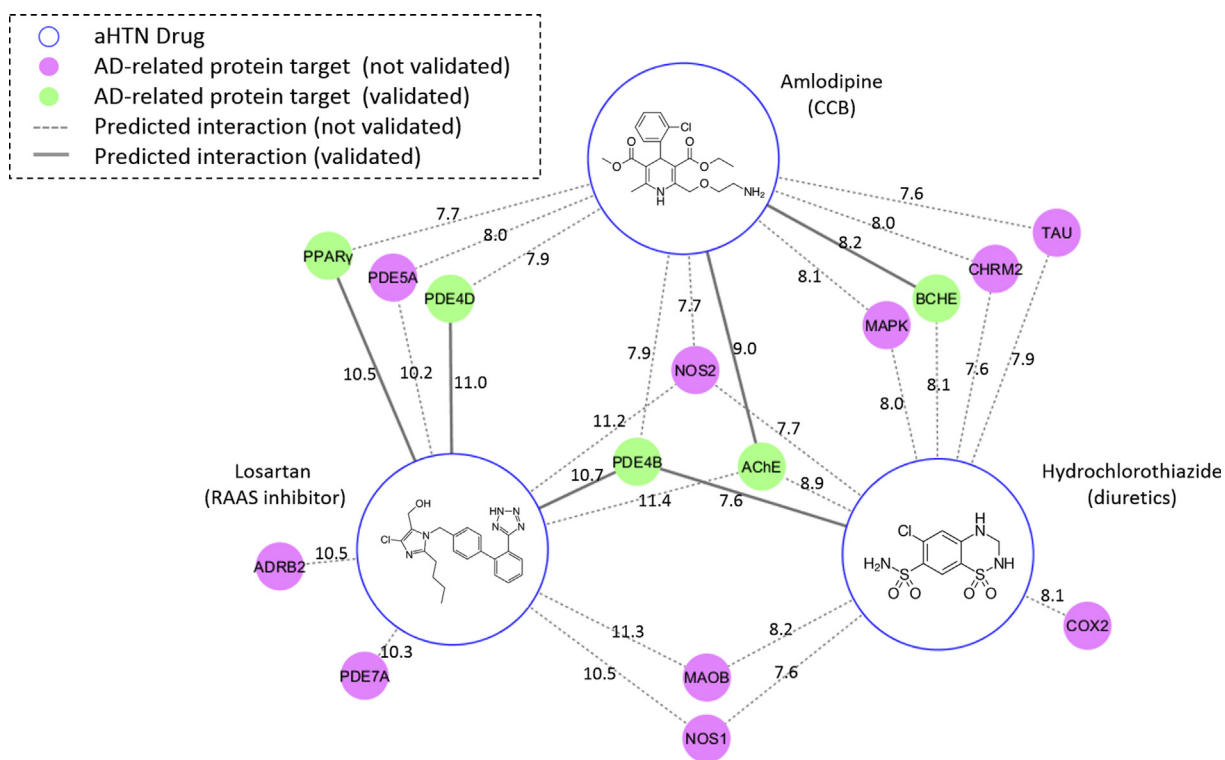 aHTN Drug
AD-related protein target (not validated)
AD-related protein target (validated)
Predicted interaction (not validated)
Predicted interaction (validated)
Amlodipine
(CCB)
Cl
O
O
O
O
O
N
H
NH2
7.6
7.7
8.0
8.0
8.2
TAU
PPARγ
7.9
CHRM2
PDE5A
8.1
PDE4D
BCHE
7.7
MAPK
7.9
9.0
7.9
NOS2
7.6
10.5
10.2
11.0
8.1
8.0
11.2
7.7
PDE4B
AChE
Losartan
(RAAS inhibitor)
10.7
11.4
7.6
8.9
Hydrochlorothiazide
(diuretics)
OH
HN-N
N
N
Cl
N
N
Cl
H
N
H2N
S
O O
S
NH
O O
10.5
ADRB2
8.1
COX2
11.3
8.2
10.3
PDE7A
10.5
MAOB
7.6
NOS1